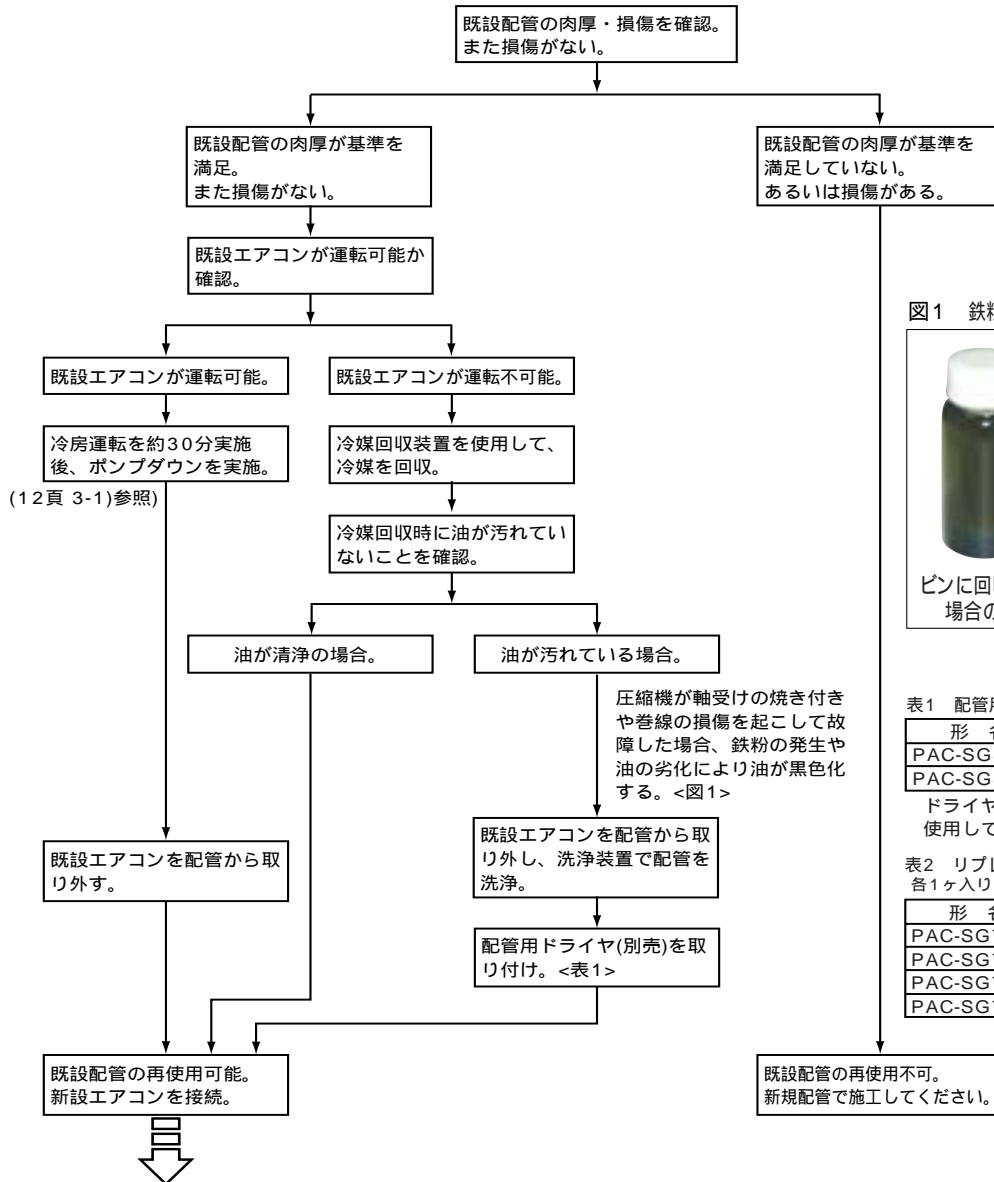 既設配管の肉厚・損傷を確認。
また損傷がない。
既設配管の肉厚が基準を
満足。
また損傷がない。
既設配管の肉厚が基準を
満足していない。
あるいは損傷がある。
既設エアコンが運転可能か
確認。
既設エアコンが運転可能。
既設エアコンが運転不可能。
冷房運転を約30分実施
後、ポンプダウンを実施。
(12頁 3-1)参照)
冷媒回収装置を使用して、
冷媒を回収。
冷媒回収時に油が汚れてい
ないことを確認。
油が清浄の場合。
油が汚れている場合。
圧縮機が軸受けの焼き付き
や巻線の損傷を起こして故
障した場合、鉄粉の発生や
油の劣化により油が黒色化
する。<図1>
既設エアコンを配管から取
り外し、洗浄装置で配管を
洗浄。
既設エアコンを配管から取
り外す。
配管用ドライヤ(別売)を取
り付け。<表1>
既設配管の再使用可能。
新設エアコンを接続。
既設配管の再使用不可。
新規配管で施工してください。
図1 鉄粉
ビンに回
場合の
表1 配管用
形 名
PAC-SG
PAC-SG
ドライヤ
使用して
表2 リプレ
各1ヶ入り
形 名
PAC-SG
PAC-SG
PAC-SG
PAC-SG